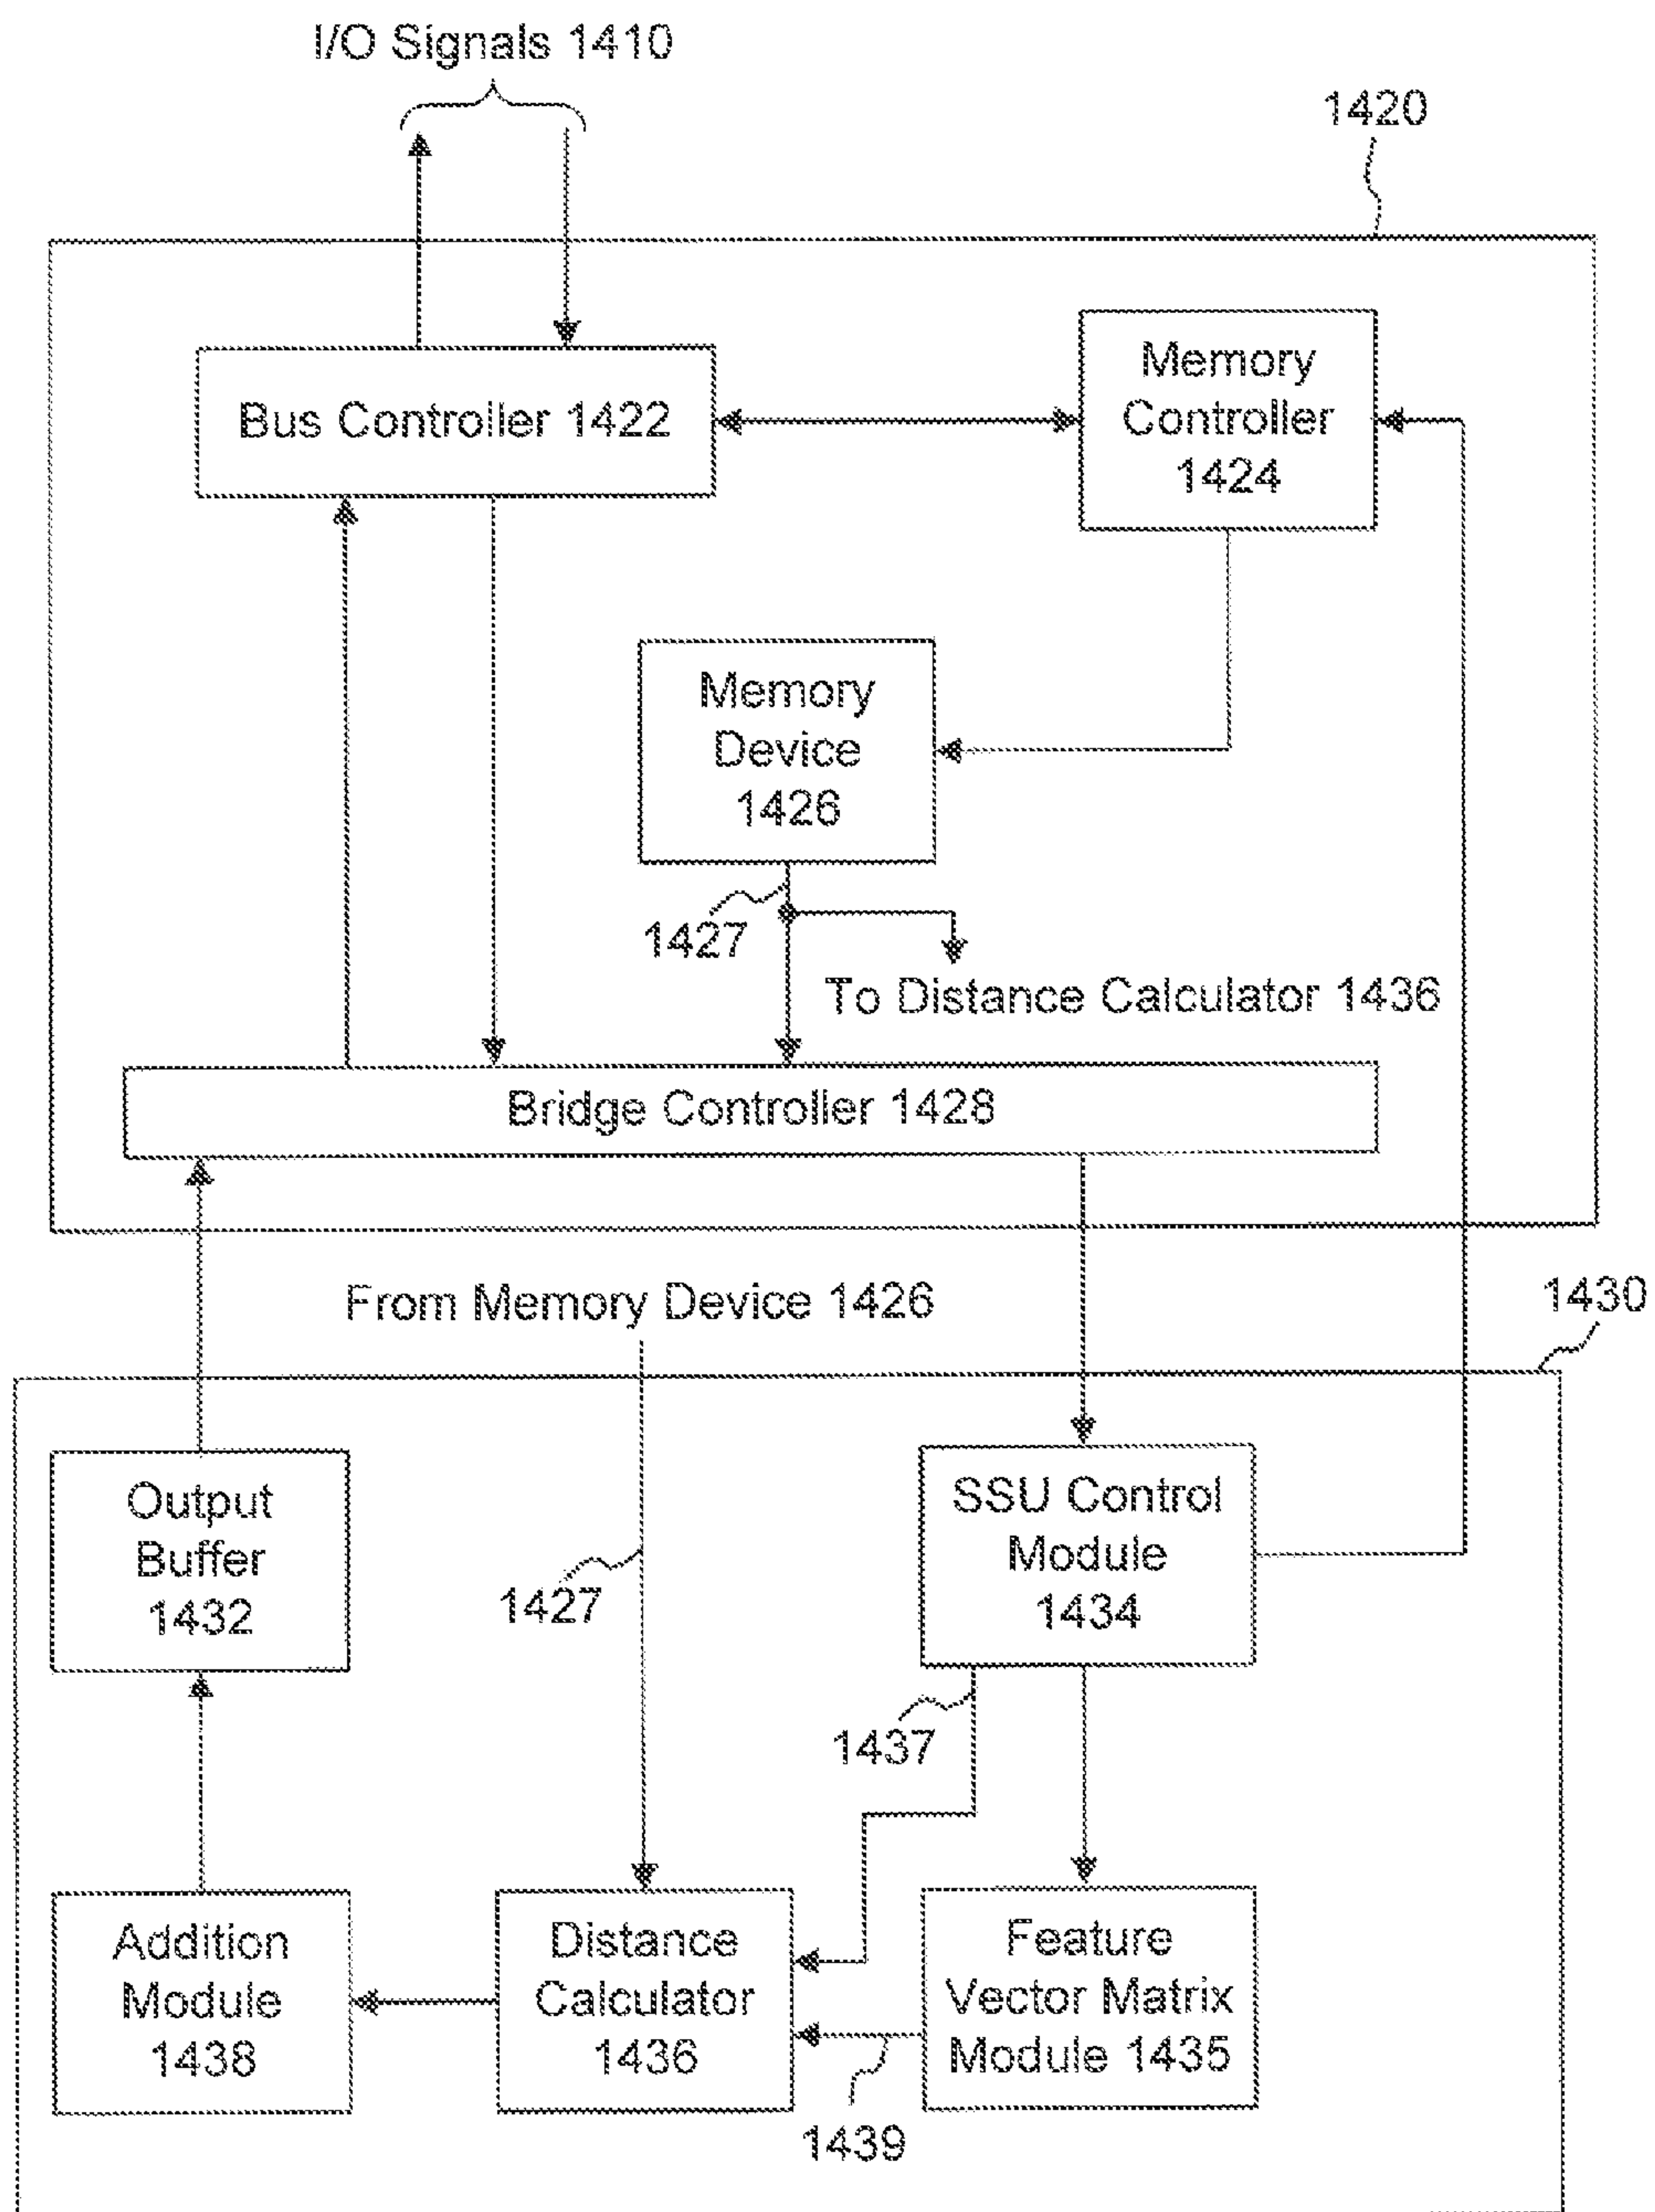 I/O Signals 1410
1420
Bus Controller 1422
Memory
Controller
1424
Memory
Device
1426
1427
To Distance Calculator 1436
Bridge Controller 1428
From Memory Device 1426
1430
Output
Buffer
1432
1427
SSU Control
Module
1434
1437
Addition
Module
1438
Distance
Calculator
1436
Feature
Vector Matrix
Module 1435
1439